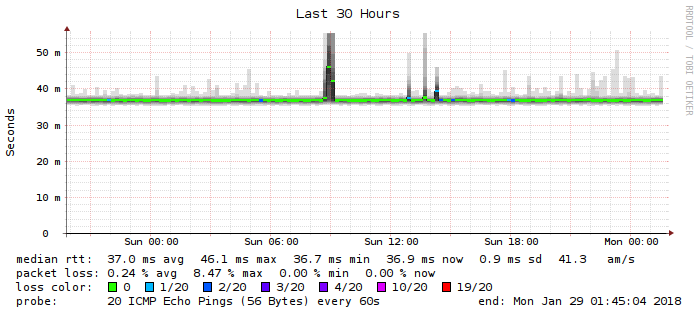 Last 30 Hours
RRDTOOL / TOBI OETIKER
Seconds
50 m
40 m
30 m
20 m
10 m
0
Sun 00:00 Sun 06:00 Sun 12:00 Sun 18:00 Mon 00:00
median rtt: 37.0 ms avg 46.1 ms max 36.7 ms min 36.9 ms now 0.9 ms sd 41.3 am/s
packet loss: 0.24 % avg 8.47 % max 0.00 % min 0.00 % now
loss color: 0 1/20 2/20 3/20 4/20 10/20 19/20
probe: 20 ICMP Echo Pings (56 Bytes) every 60s end: Mon Jan 29 01:45:04 2018